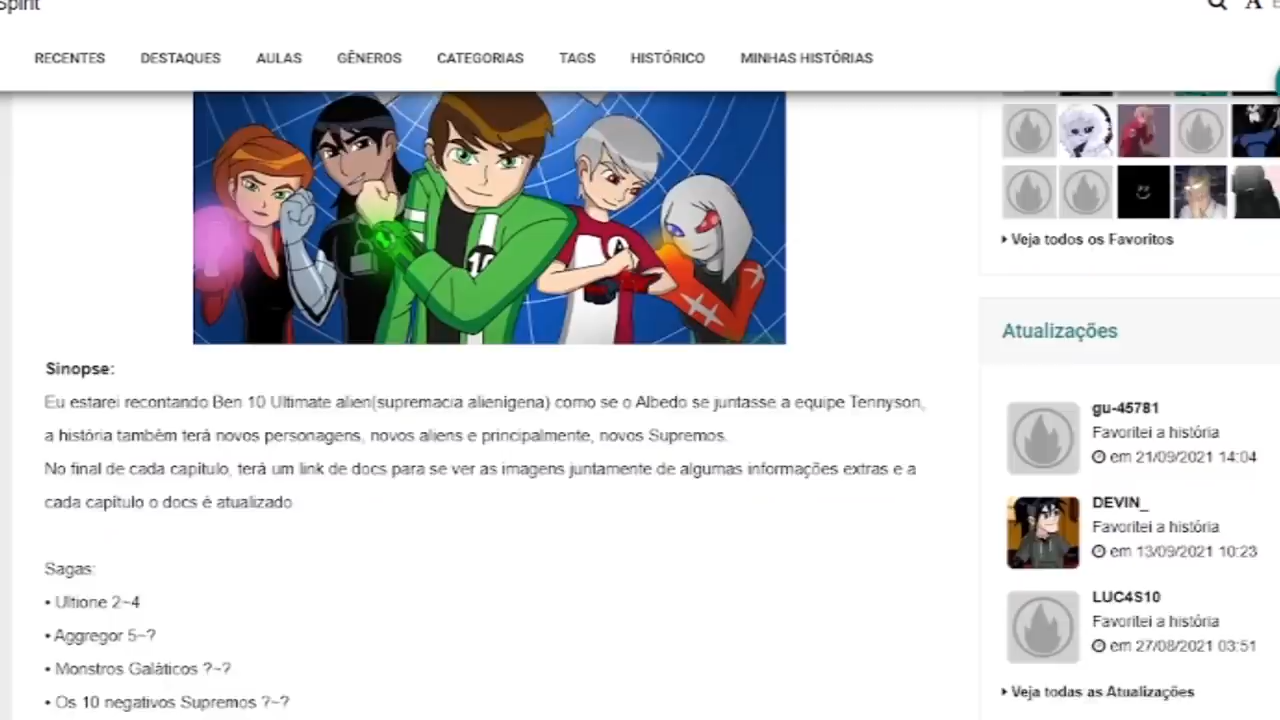 Spirit
RECENTES DESTAQUES AULAS GÊNEROS CATEGORIAS TAGS HISTÓRICO MINHAS HISTÓRIAS
10
A
Sinopse:
Eu estarei recontando Ben 10 Ultimate alien(supremacia alienígena) como se o Albedo se juntasse a equipe Tennyson,
a história também terá novos personagens, novos aliens e principalmente, novos Supremos.
No final de cada capítulo, terá um link de docs para se ver as imagens juntamente de algumas informações extras e a
cada capítulo o docs é atualizado
Sagas:
• Ultione 2~4
• Aggregor 5~?
• Monstros Galáticos ?~?
• Os 10 negativos Supremos ?~?
Veja todos os Favoritos
Atualizações
gu-45781
Favoritei a história
em 21/09/2021 14:04
DEVIN_
Favoritei a história
em 13/09/2021 10:23
LUC4S10
Favoritei a história
em 27/08/2021 03:51
Veja todas as Atualizações